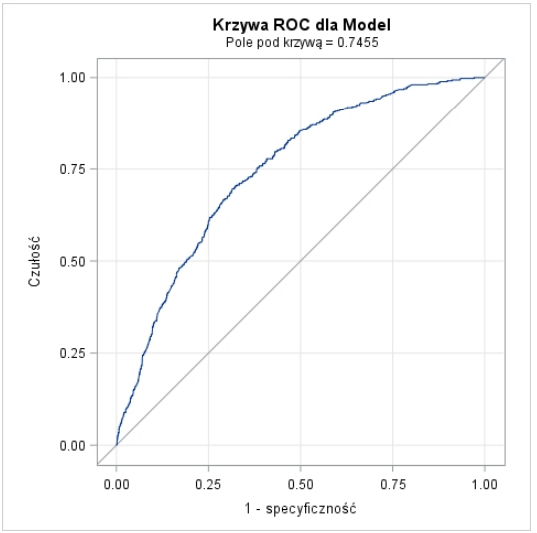 Krzywa ROC dla Model
Pole pod krzywą = 0.7455
1.00
0.75
0.50
0.25
0.00
Czułość
0.00 0.25 0.50 0.75 1.00
1 - specyficzność